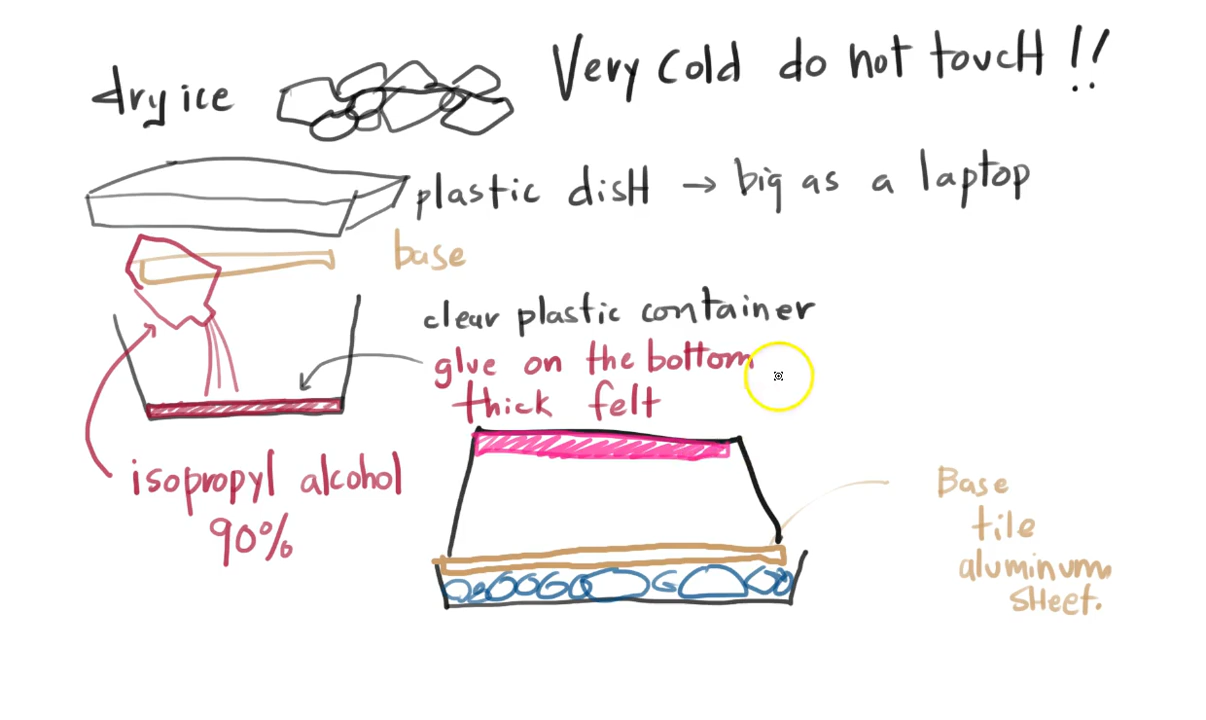 dry ice
Very cold do not toucH !!
plastic disH → big as a laptop
base
clear plastic container
glue on the bottom
thick felt
isopropyl alcohol
90%
Base
tile
aluminum
SHeet.